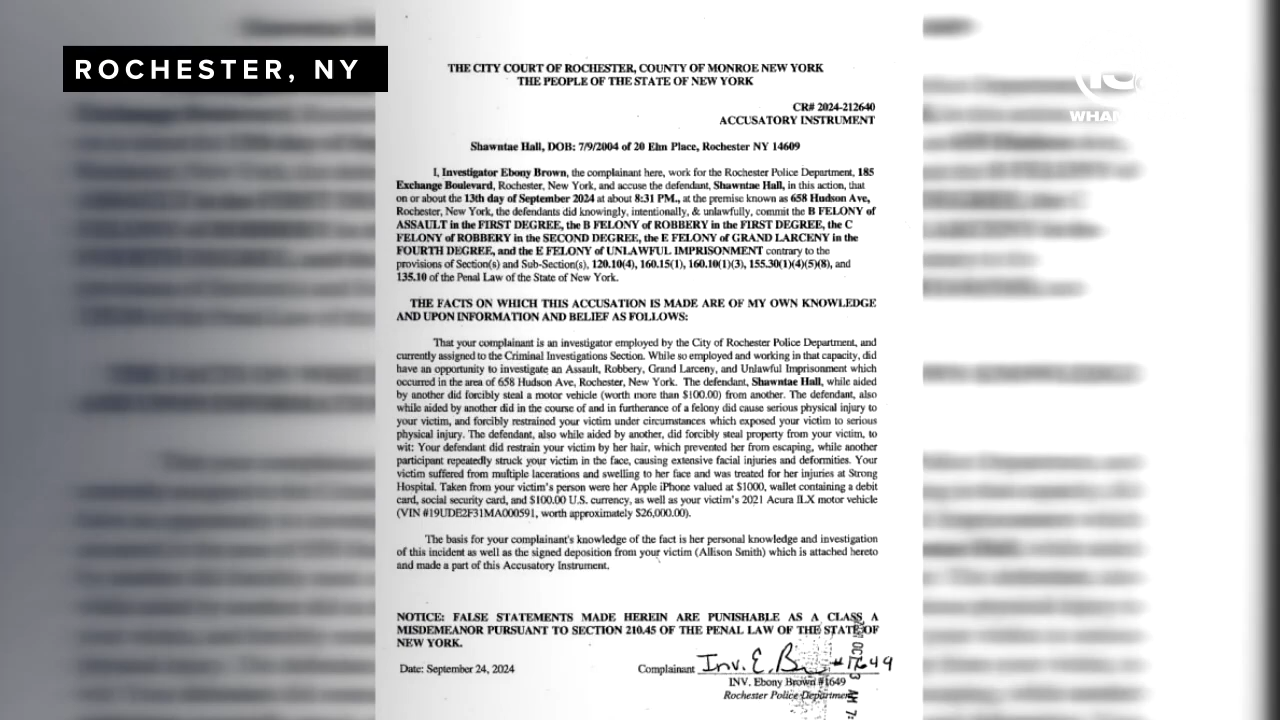 ROCHESTER, NY
WHAM
THE CITY COURT OF ROCHESTER, COUNTY OF MONROE NEW YORK
THE PEOPLE OF THE STATE OF NEW YORK
CR# 2024-212640
ACCUSATORY INSTRUMENT
Shawntae Hall, DOB: 7/9/2004 of 20 Elm Place, Rochester NY 14609
I, Investigator Ebony Brown, the complainant here, work for the Rochester Police Department, 185
Exchange Boulevard, Rochester, New York, and accuse the defendant, Shawntae Hall, in this action, that
on or about the 13th day of September 2024 at about 8:31 PM., at the premise known as 658 Hudson Ave,
Rochester, New York, the defendants did knowingly, intentionally, & unlawfully, commit the B FELONY of
ASSAULT in the FIRST DEGREE, the B FELONY of ROBBERY in the FIRST DEGREE, the C
FELONY of ROBBERY in the SECOND DEGREE, the E FELONY of GRAND LARCENY in the
FOURTH DEGREE, and the E FELONY of UNLAWFUL IMPRISONMENT contrary to the
provisions of Section(s) and Sub-Section(s), 120.10(4), 160.15(1), 160.10(1)(3), 155.30(1)(4)(5)(8), and
135.10 of the Penal Law of the State of New York.
THE FACTS ON WHICH THIS ACCUSATION IS MADE ARE OF MY OWN KNOWLEDGE
AND UPON INFORMATION AND BELIEF AS FOLLOWS:
That your complainant is an investigator employed by the City of Rochester Police Department, and
currently assigned to the Criminal Investigations Section. While so employed and working in that capacity, did
have an opportunity to investigate an Assault, Robbery, Grand Larceny, and Unlawful Imprisonment which
occurred in the area of 658 Hudson Ave, Rochester, New York. The defendant, Shawntae Hall, while aided
by another did forcibly steal a motor vehicle (worth more than $100.00) from another. The defendant, also
while aided by another did in the course of and in furtherance of a felony did cause serious physical injury to
your victim, and forcibly restrained your victim under circumstances which exposed your victim to serious
physical injury. The defendant, also while aided by another, did forcibly steal property from your victim, to
wit: Your defendant did restrain your victim by her hair, which prevented her from escaping, while another
participant repeatedly struck your victim in the face, causing extensive facial injuries and deformities. Your
victim suffered from multiple lacerations and swelling to her face and was treated for her injuries at Strong
Hospital. Taken from your victim's person were her Apple iPhone valued at $1000, wallet containing a debit
card, social security card, and $100.00 U.S. currency, as well as your victim's 2021 Acura ILX motor vehicle
(VIN #19UDE2F31MA000591, worth approximately $26,000.00).
The basis for your complainant's knowledge of the fact is her personal knowledge and investigation
of this incident as well as the signed deposition from your victim (Allison Smith) which is attached hereto
and made a part of this Accusatory Instrument.
NOTICE: FALSE STATEMENTS MADE HEREIN ARE PUNISHABLE AS A CLASS A
MISDEMEANOR PURSUANT TO SECTION 210.45 OF THE PENAL LAW OF THE STATE OF
NEW YORK.
Date: September 24, 2024
Complainant Inv. E. B #1649
INV. Ebony Brown #1649
Rochester Police Department